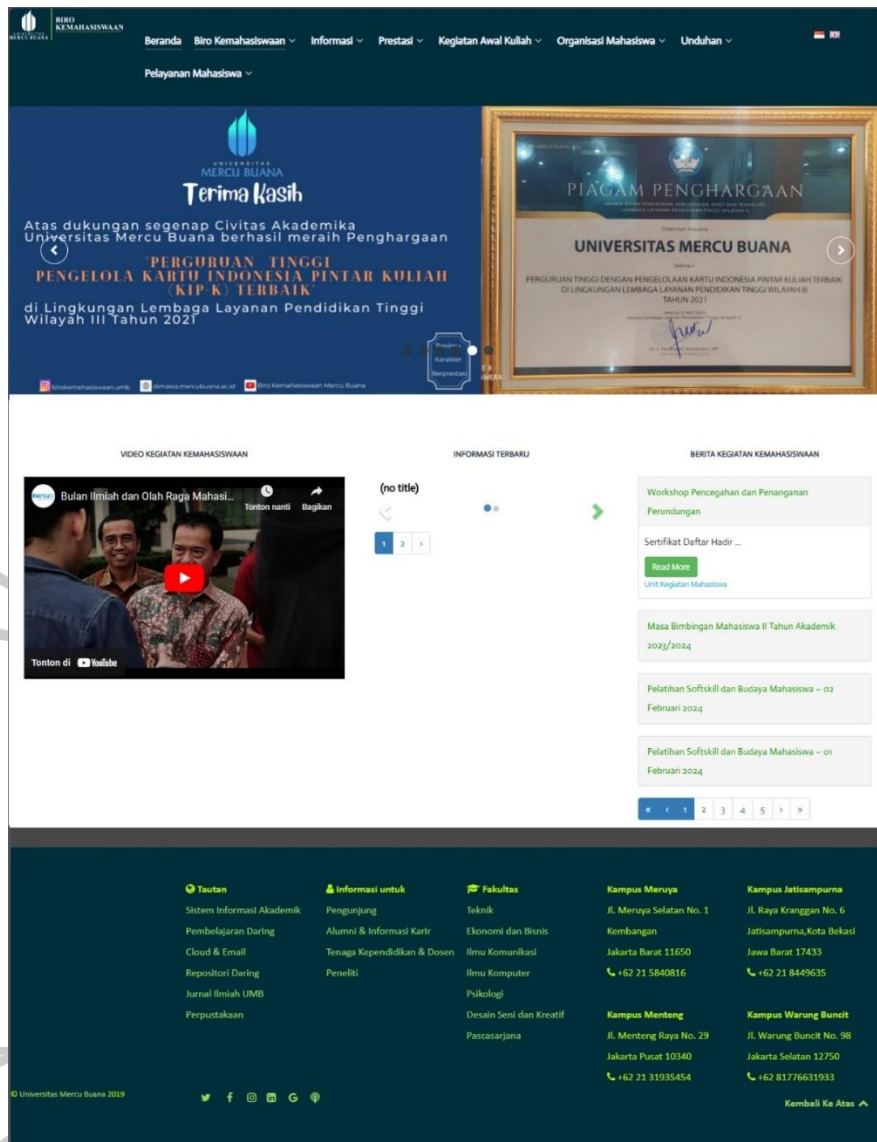 UNIVERSITAS
MERCU BUANA
BIRO
KEMAHASISWAAN
Beranda Biro Kemahasiswaan Informasi Prestasi Kegiatan Awal Kuliah Organisasi Mahasiswa Unduhan
Pelayanan Mahasiswa
UNIVERSITAS
MERCU BUANA
Terima Kasih
Atas dukungan segenap Civitas Akademika
Universitas Mercu Buana berhasil meraih Penghargaan
"PERGURUAN TINGGI
PENGELOLA KARTU INDONESIA PINTAR KULIAH
(KIP-K) TERBAIK"
di Lingkungan Lembaga Layanan Pendidikan Tinggi
Wilayah III Tahun 2021
birokemahasiswaan.umb dimawa.mercubuana.ac.id Biro Kemahasiswaan Mercu Buana
Karakter
Berprestasi
PIAGAM PENGHARGAAN
UNIVERSITAS MERCU BUANA
PERGURUAN TINGGI DENGAN PENGELOLAAN KARTU INDONESIA PINTAR KULIAH TERBAIK
DI LINGKUNGAN LEMBAGA LAYANAN PENDIDIKAN TINGGI WILAYAH III
TAHUN 2021
VIDEO KEGIATAN KEMAHASISWAAN
Bulan Ilmiah dan Olah Raga Mahasi...
Tonton nanti Bagikan
Tonton di YouTube
INFORMASI TERBARU
(no title)
1 2 ›
BERITA KEGIATAN KEMAHASISWAAN
Workshop Pencegahan dan Penanganan
Perundungan
Sertifikat Daftar Hadir ...
Read More
Unit Kegiatan Mahasiswa
Masa Bimbingan Mahasiswa II Tahun Akademik
2023/2024
Pelatihan Softskill dan Budaya Mahasiswa – 02
Februari 2024
Pelatihan Softskill dan Budaya Mahasiswa – 01
Februari 2024
« ‹ 1 2 3 4 5 › »
Tautan
Sistem Informasi Akademik
Pembelajaran Daring
Cloud & Email
Repositori Daring
Jurnal Ilmiah UMB
Perpustakaan
Informasi untuk
Pengunjung
Alumni & Informasi Karir
Tenaga Kependidikan & Dosen
Peneliti
Fakultas
Teknik
Ekonomi dan Bisnis
Ilmu Komunikasi
Ilmu Komputer
Psikologi
Desain Seni dan Kreatif
Pascasarjana
Kampus Meruya
Jl. Meruya Selatan No. 1
Kembangan
Jakarta Barat 11650
+62 21 5840816
Kampus Menteng
Jl. Menteng Raya No. 29
Jakarta Pusat 10340
+62 21 31935454
Kampus Jatisampurna
Jl. Raya Kranggan No. 6
Jatisampurna,Kota Bekasi
Jawa Barat 17433
+62 21 8449635
Kampus Warung Buncit
Jl. Warung Buncit No. 98
Jakarta Selatan 12750
+62 81776631933
© Universitas Mercu Buana 2019
Kembali Ke Atas